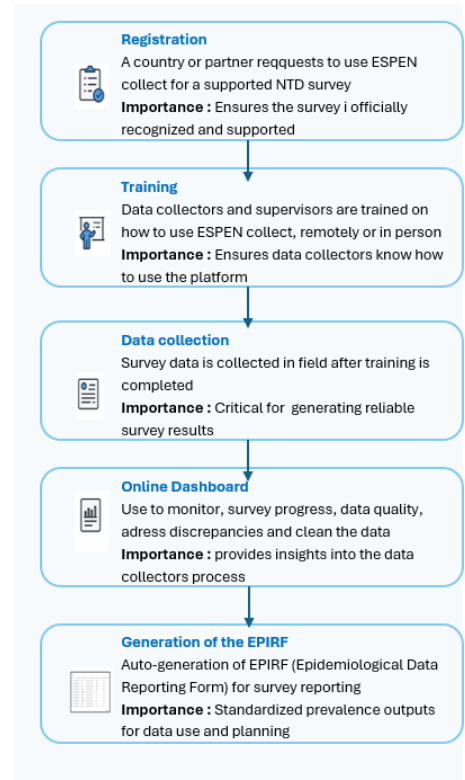 Registration
A country or partner reqquests to use ESPEN
collect for a supported NTD survey
Importance : Ensures the survey i officially
recognized and supported
Training
Data collectors and supervisors are trained on
how to use ESPEN collect, remotely or in person
Importance : Ensures data collectors know how
to use the platform
Data collection
Survey data is collected in field after training is
completed
Importance : Critical for generating reliable
survey results
Online Dashboard
Use to monitor, survey progress, data quality,
adress discrepancies and clean the data
Importance : provides insights into the data
collectors process
Generation of the EPIRF
Auto-generation of EPIRF (Epidemiological Data
Reporting Form) for survey reporting
Importance : Standardized prevalence outputs
for data use and planning